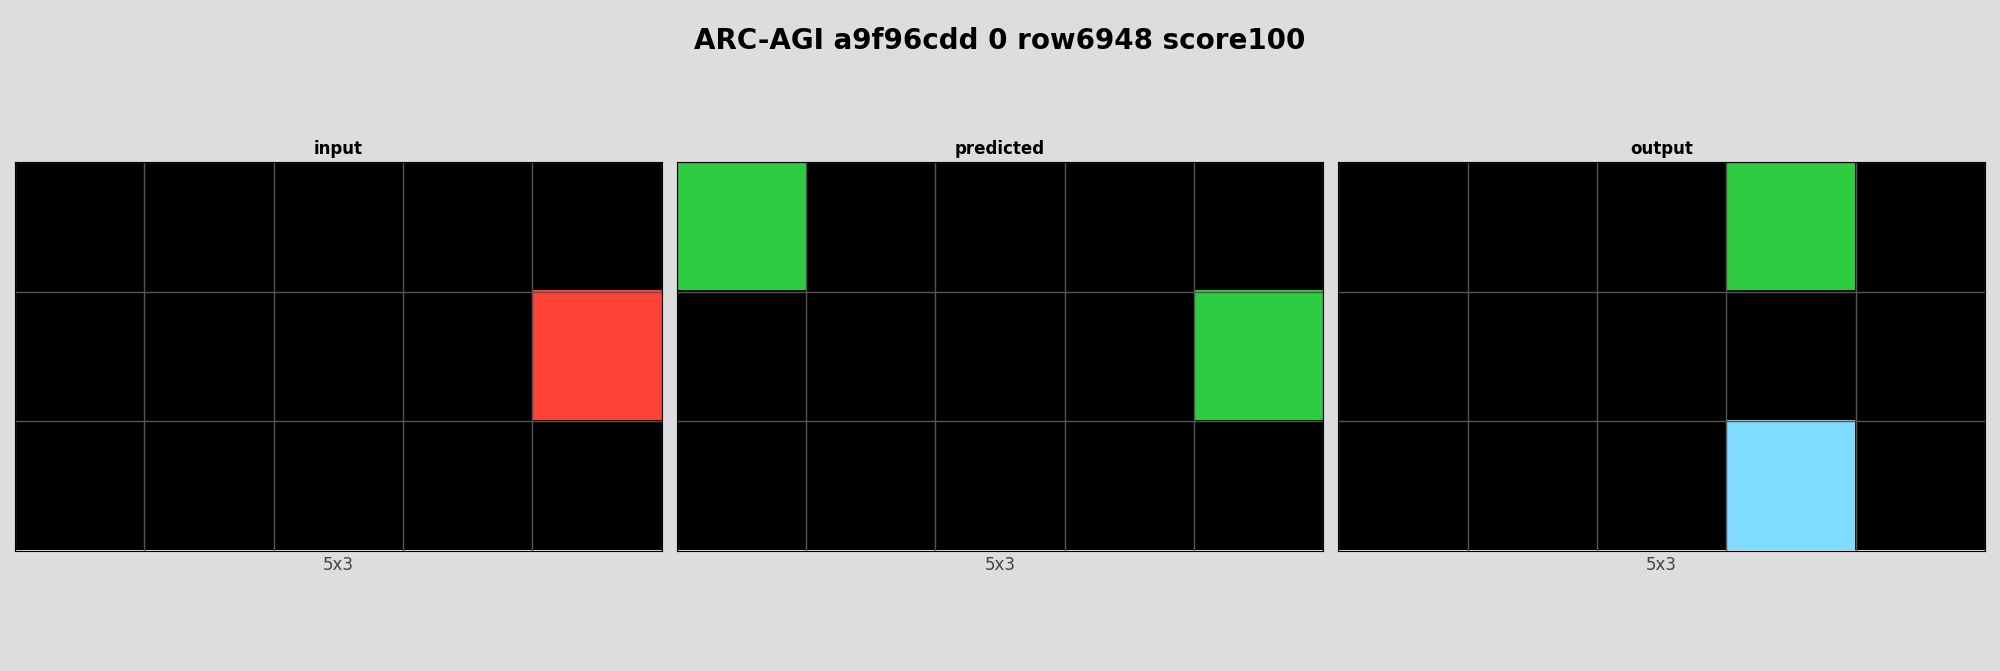 ARC-AGI a9f96cdd 0 row6948 score100
input
predicted
output
5x3
5x3
5x3